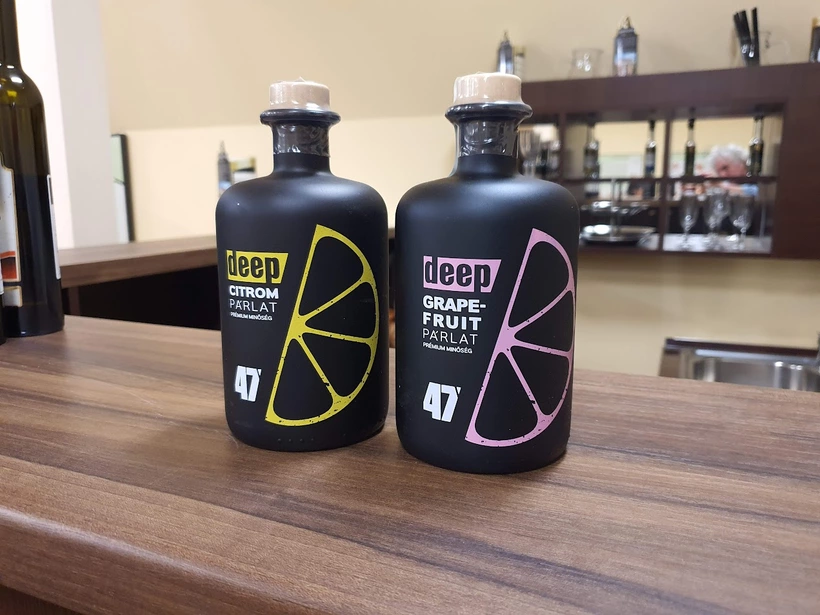 deep
CITROM
PÁRLAT
PRÉMIUM MINŐSÉG
47'
deep
GRAPE-
FRUIT
PÁRLAT
PRÉMIUM MINŐSÉG
47'